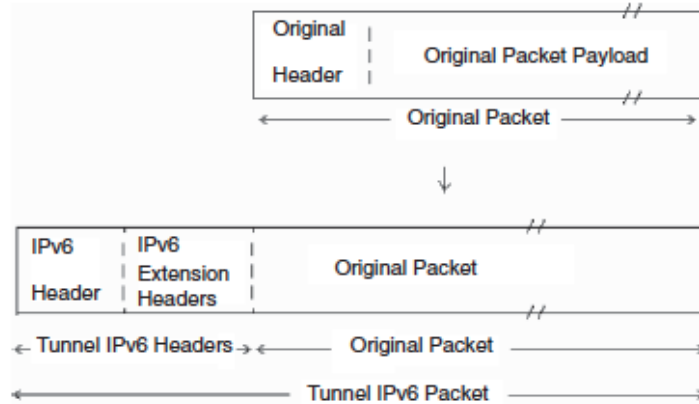 Original
Header
Original Packet Payload
Original Packet
IPv6
Header
IPv6
Extension
Headers
Original Packet
Tunnel IPv6 Headers
Original Packet
Tunnel IPv6 Packet